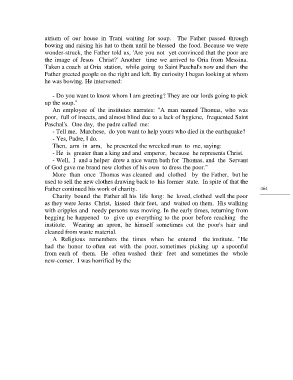 atrium of our house in Trani waiting for soup. The Father passed through
bowing and raising his hat to them until he blessed the food. Because we were
wonder-struck, the Father told us, 'Are you not yet convinced that the poor are
the image of Jesus Christ?' Another time we arrived to Oria from Messina.
Taken a coach at Oria station, while going to Saint Paschal's now and then the
Father greeted people on the right and left. By curiosity I began looking at whom
he was bowing. He intervened:
- Do you want to know whom I am greeting? They are our lords going to pick
up the soup."
An employee of the institutes narrates: "A man named Thomas, who was
poor, full of insects, and almost blind due to a lack of hygiene, frequented Saint
Paschal's. One day, the padre called me:
- Tell me, Marchese, do you want to help yours who died in the earthquake?
- Yes, Padre, I do.
Then, arm in arm, he presented the wrecked man to me, saying:
- He is greater than a king and an emperor, because he represents Christ.
- Well, I and a helper drew a nice warm bath for Thomas, and the Servant
of God gave me brand new clothes of his own to dress the poor."
More than once Thomas was cleaned and clothed by the Father, but he
used to sell the new clothes drawing back to his former state. In spite of that the
Father continued his work of charity.
Charity bound the Father all his life long: he loved, clothed well the poor
as they were Jesus Christ, kissed their feet, and waited on them. His walking
with cripples and needy persons was moving. In the early times, returning from
begging he happened to give up everything to the poor before reaching the
institute. Wearing an apron, he himself sometimes cut the poor's hair and
cleaned from waste material.
A Religious remembers the times when he entered the institute. "He
had the honor to often eat with the poor, sometimes picking up a spoonful
from each of them. He often washed their feet and sometimes the whole
new-comer. I was horrified by the